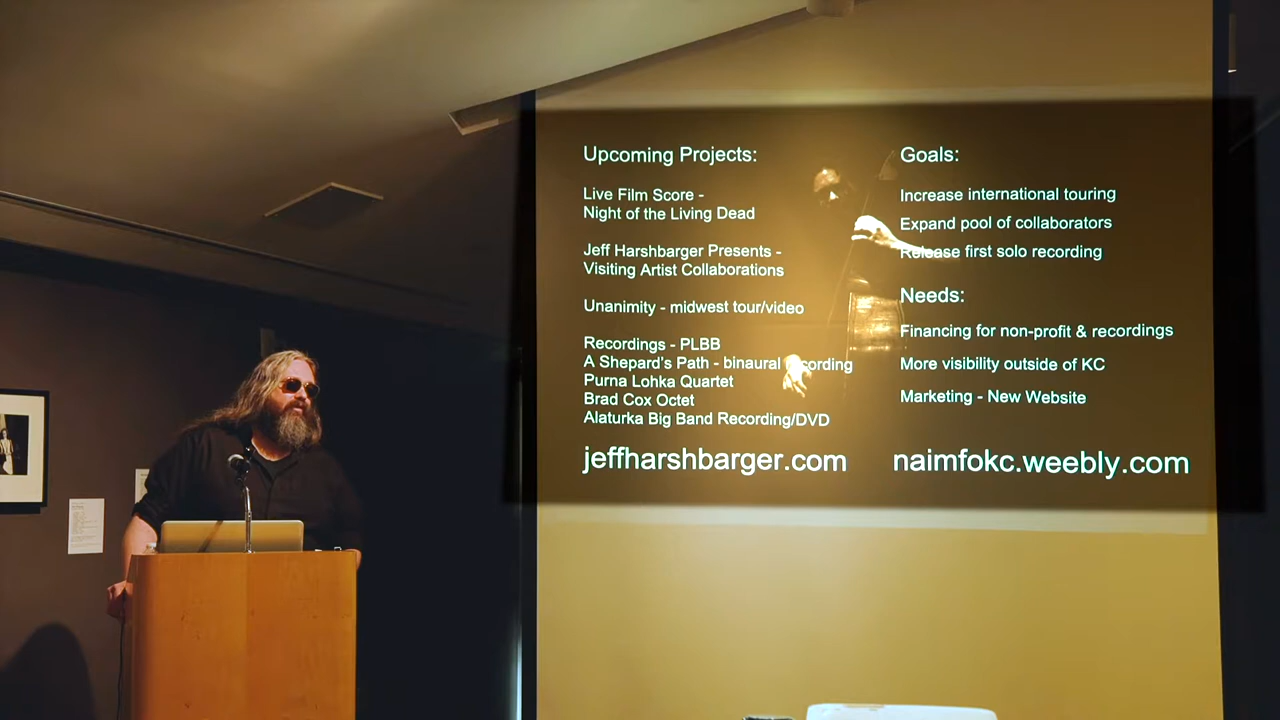 Upcoming Projects:
Live Film Score -
Night of the Living Dead
Jeff Harshbarger Presents -
Visiting Artist Collaborations
Unanimity - midwest tour/video
Recordings - PLBB
A Shepard's Path - binaural recording
Purna Lohka Quartet
Brad Cox Octet
Alaturka Big Band Recording/DVD
jeffharshbarger.com
Goals:
Increase international touring
Expand pool of collaborators
Release first solo recording
Needs:
Financing for non-profit & recordings
More visibility outside of KC
Marketing - New Website
naimfokc.weebly.com